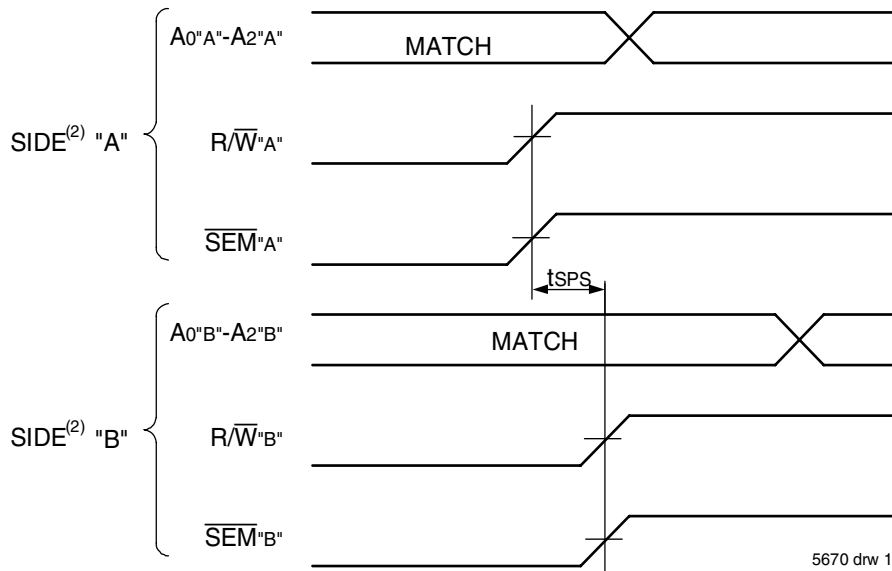 A0"A"-A2"A"
MATCH
SIDE(2) "A"
R/W"A"
SEM"A"
tSPS
A0"B"-A2"B"
MATCH
SIDE(2) "B"
R/W"B"
SEM"B"
5670 drw 1